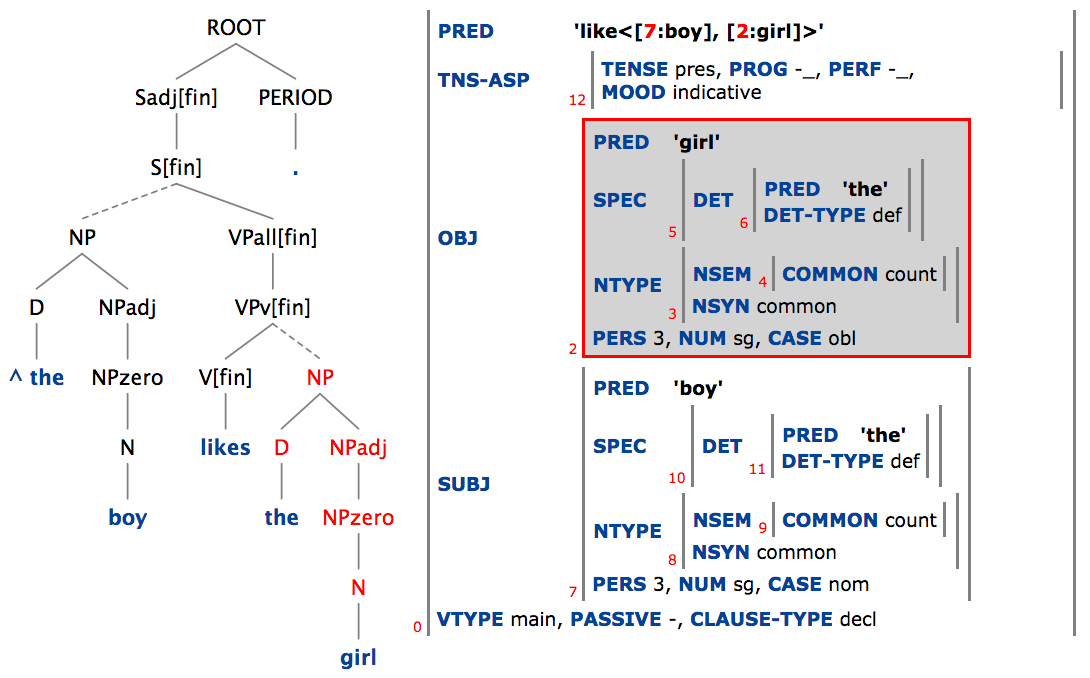 ROOT
Sadj[fin] PERIOD
S[fin] .
NP VPall[fin]
D NPadj VPv[fin]
^ the NPzero V[fin] NP
N likes D NPadj
boy the NPzero
N
girl
PRED 'like<[7:boy], [2:girl]>'
TNS-ASP 12 TENSE pres, PROG -_, PERF -_,
MOOD indicative
OBJ 2
PRED 'girl'
SPEC 5 DET 6 PRED 'the'
DET-TYPE def
NTYPE 3 NSEM 4 COMMON count
NSYN common
PERS 3, NUM sg, CASE obl
SUBJ 7
PRED 'boy'
SPEC 10 DET 11 PRED 'the'
DET-TYPE def
NTYPE 8 NSEM 9 COMMON count
NSYN common
PERS 3, NUM sg, CASE nom
0 VTYPE main, PASSIVE -, CLAUSE-TYPE decl